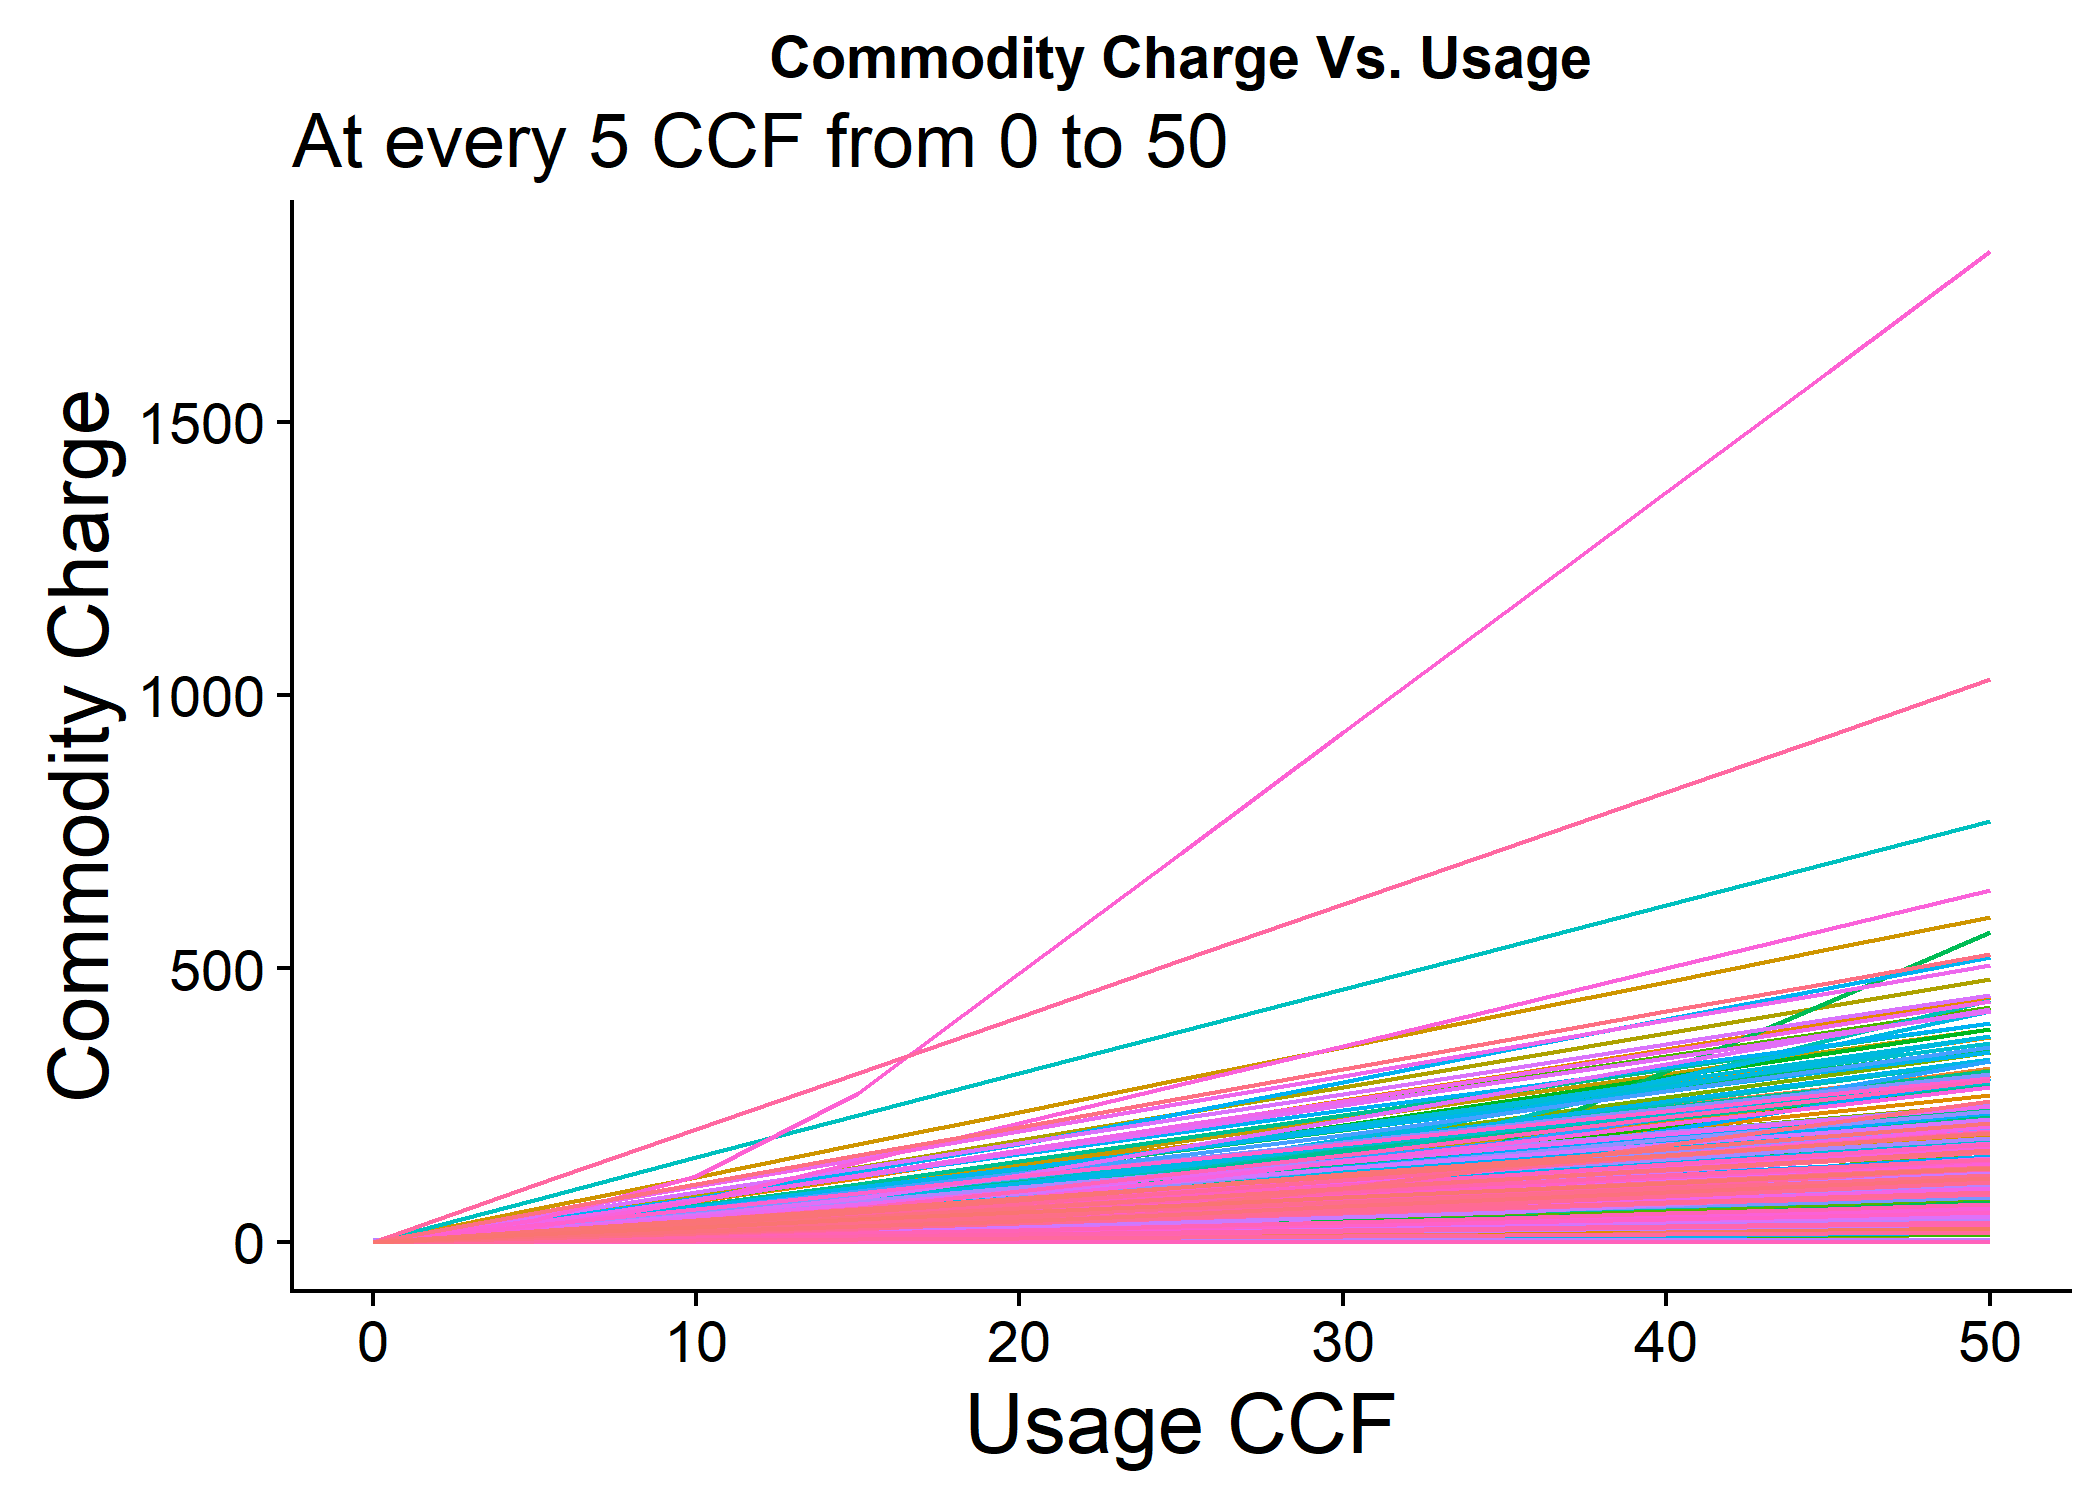 Commodity Charge Vs. Usage
At every 5 CCF from 0 to 50
Commodity Charge
1500
1000
500
0
0 10 20 30 40 50
Usage CCF